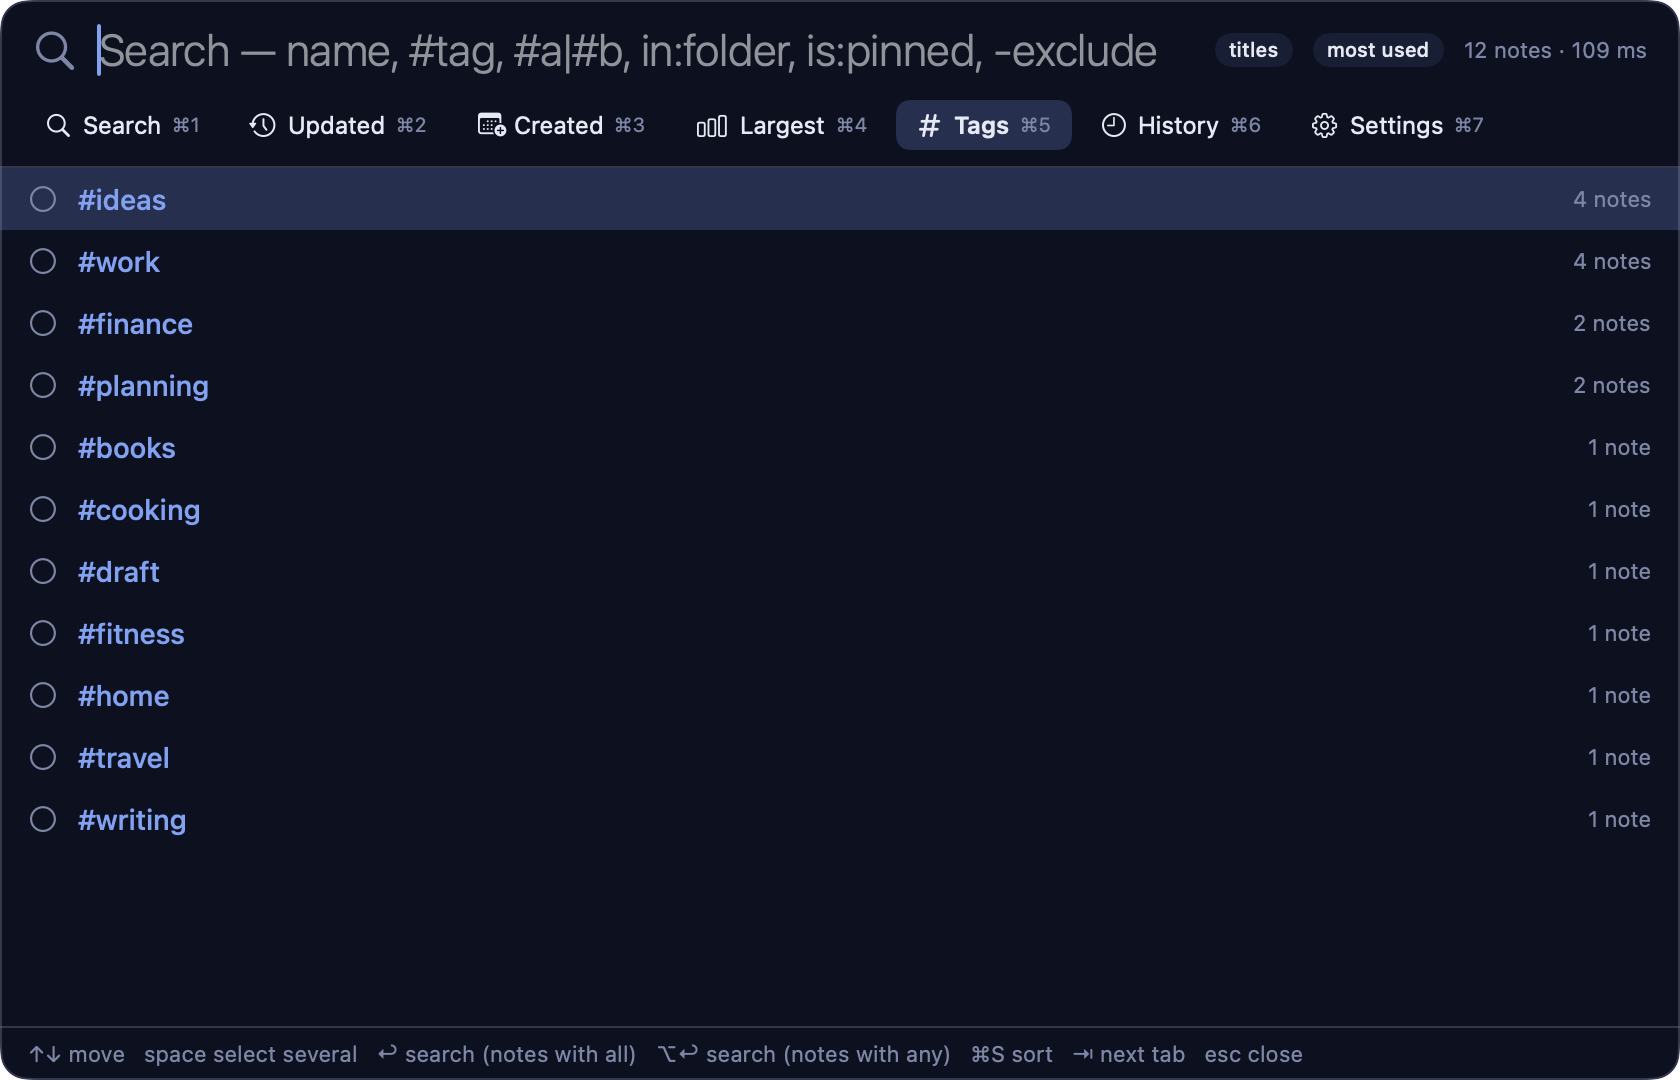 Search — name, #tag, #a|#b, in:folder, is:pinned, -exclude titles most used 12 notes · 109 ms
Search ⌘1 Updated ⌘2 Created ⌘3 Largest ⌘4 # Tags ⌘5 History ⌘6 Settings ⌘7
#ideas 4 notes
#work 4 notes
#finance 2 notes
#planning 2 notes
#books 1 note
#cooking 1 note
#draft 1 note
#fitness 1 note
#home 1 note
#travel 1 note
#writing 1 note
↑↓ move space select several ↩ search (notes with all) ⌥↩ search (notes with any) ⌘S sort ⇥ next tab esc close